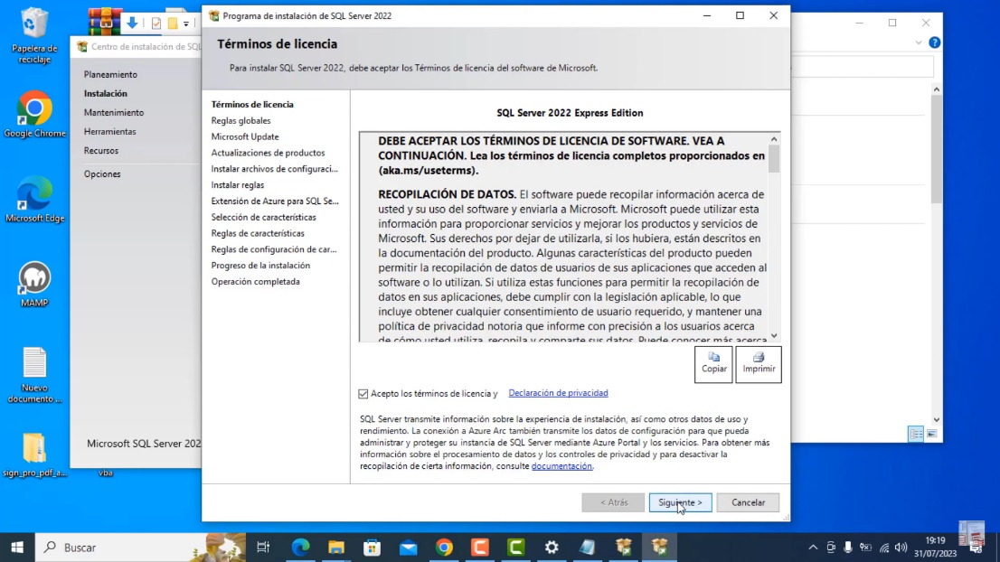 Papelera de
reciclaje
Google Chrome
Microsoft Edge
MAMP
Nuevo
documento ...
sign_pro_pdf_a...
vba
Centro de instalación de SQL
Planeamiento
Instalación
Mantenimiento
Herramientas
Recursos
Opciones
Microsoft SQL Server 202
Programa de instalación de SQL Server 2022
Términos de licencia
Para instalar SQL Server 2022, debe aceptar los Términos de licencia del software de Microsoft.
Términos de licencia
Reglas globales
Microsoft Update
Actualizaciones de productos
Instalar archivos de configuraci...
Instalar reglas
Extensión de Azure para SQL Se...
Selección de características
Reglas de características
Reglas de configuración de car...
Progreso de la instalación
Operación completada
SQL Server 2022 Express Edition
DEBE ACEPTAR LOS TÉRMINOS DE LICENCIA DE SOFTWARE. VEA A
CONTINUACIÓN. Lea los términos de licencia completos proporcionados en
(aka.ms/useterms).
RECOPILACIÓN DE DATOS. El software puede recopilar información acerca de
usted y su uso del software y enviarla a Microsoft. Microsoft puede utilizar esta
información para proporcionar servicios y mejorar los productos y servicios de
Microsoft. Sus derechos por dejar de utilizarla, si los hubiera, están descritos en
la documentación del producto. Algunas características del producto pueden
permitir la recopilación de datos de usuarios de sus aplicaciones que acceden al
software o lo utilizan. Si utiliza estas funciones para permitir la recopilación de
datos en sus aplicaciones, debe cumplir con la legislación aplicable, lo que
incluye obtener cualquier consentimiento de usuario requerido, y mantener una
política de privacidad notoria que informe con precisión a los usuarios acerca
de cómo usted utiliza, recopila y comparte sus datos. Puede conocer más acerca
Copiar
Imprimir
Acepto los términos de licencia y Declaración de privacidad
SQL Server transmite información sobre la experiencia de instalación, así como otros datos de uso y
rendimiento. La conexión a Azure Arc también transmite los datos de configuración para que pueda
administrar y proteger su instancia de SQL Server mediante Azure Portal y los servicios. Para obtener más
información sobre el procesamiento de datos y los controles de privacidad y para desactivar la
recopilación de cierta información, consulte documentación.
< Atrás
Siguiente >
Cancelar
Buscar
19:19
31/07/2023